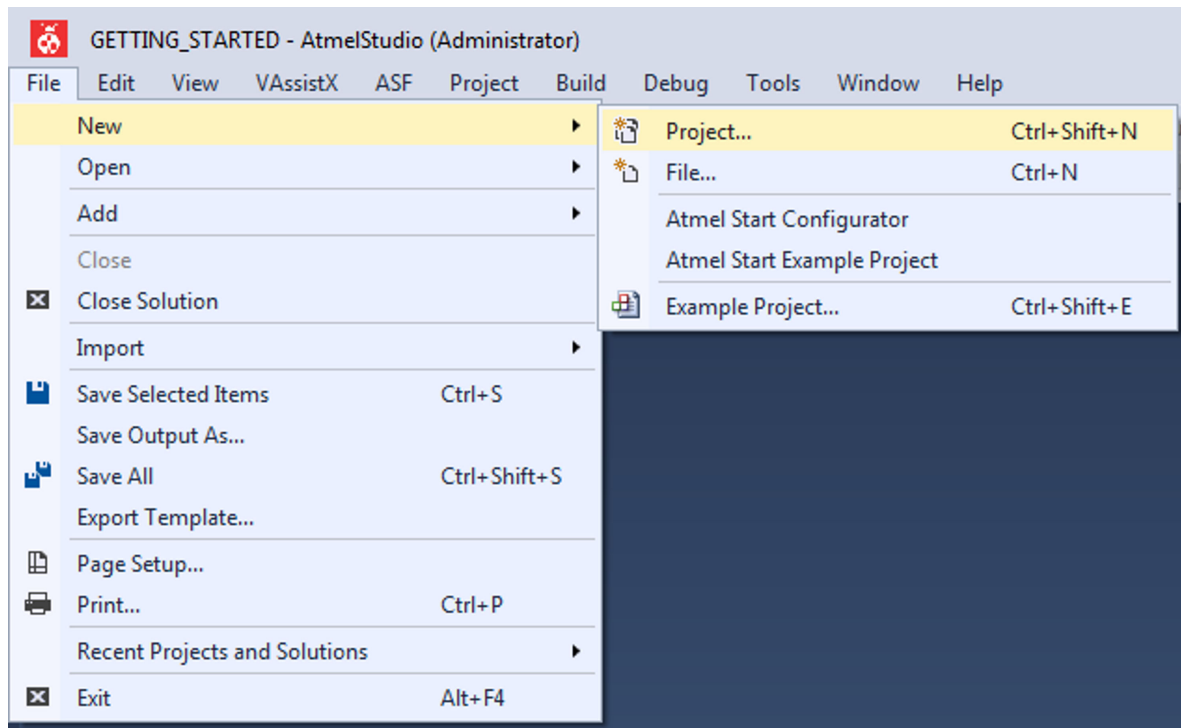 GETTING_STARTED - AtmelStudio (Administrator)
File Edit View VAssistX ASF Project Build Debug Tools Window Help
New
Open
Add
Close
Close Solution
Import
Save Selected Items Ctrl+S
Save Output As...
Save All Ctrl+Shift+S
Export Template...
Page Setup...
Print... Ctrl+P
Recent Projects and Solutions
Exit Alt+F4
Project... Ctrl+Shift+N
File... Ctrl+N
Atmel Start Configurator
Atmel Start Example Project
Example Project... Ctrl+Shift+E